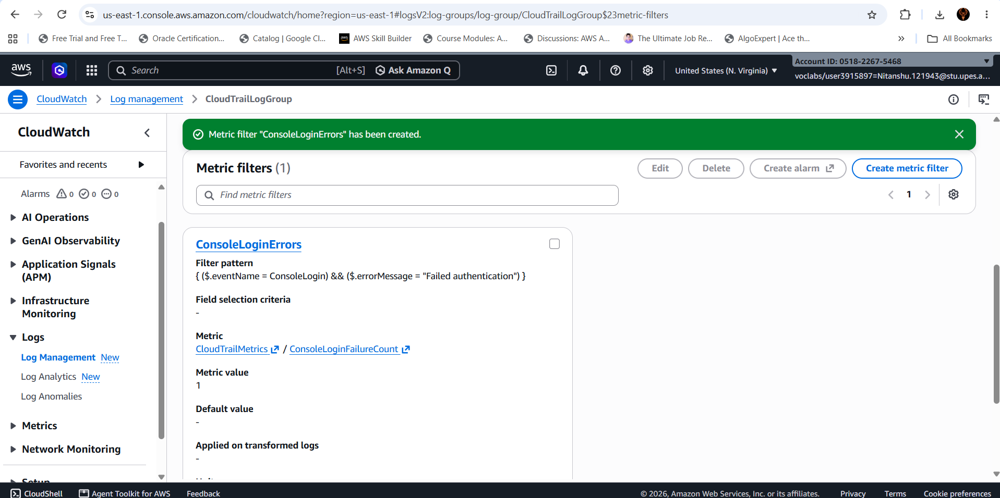 us-east-1.console.aws.amazon.com/cloudwatch/home?region=us-east-1#logsV2:log-groups/log-group/CloudTrailLogGroup$23metric-filters
Free Trial and Free T...
Oracle Certification...
Catalog | Google Cl...
AWS Skill Builder
Course Modules: A...
Discussions: AWS A...
The Ultimate Job Re...
AlgoExpert | Ace th...
All Bookmarks
aws
Search
[Alt+S]
Ask Amazon Q
United States (N. Virginia)
Account ID: 0518-2267-5468
voclabs/user3915897=Nitanshu.121943@stu.upes.a...
CloudWatch
Log management
CloudTrailLogGroup
CloudWatch
Favorites and recents
Alarms 0 0 0
AI Operations
GenAI Observability
Application Signals
(APM)
Infrastructure
Monitoring
Logs
Log Management New
Log Analytics New
Log Anomalies
Metrics
Network Monitoring
Setup
Metric filter "ConsoleLoginErrors" has been created.
Metric filters (1)
Edit
Delete
Create alarm
Create metric filter
Find metric filters
1
ConsoleLoginErrors
Filter pattern
{ ($.eventName = ConsoleLogin) && ($.errorMessage = "Failed authentication") }
Field selection criteria
-
Metric
CloudTrailMetrics / ConsoleLoginFailureCount
Metric value
1
Default value
-
Applied on transformed logs
-
CloudShell
Agent Toolkit for AWS
Feedback
© 2026, Amazon Web Services, Inc. or its affiliates.
Privacy
Terms
Cookie preferences